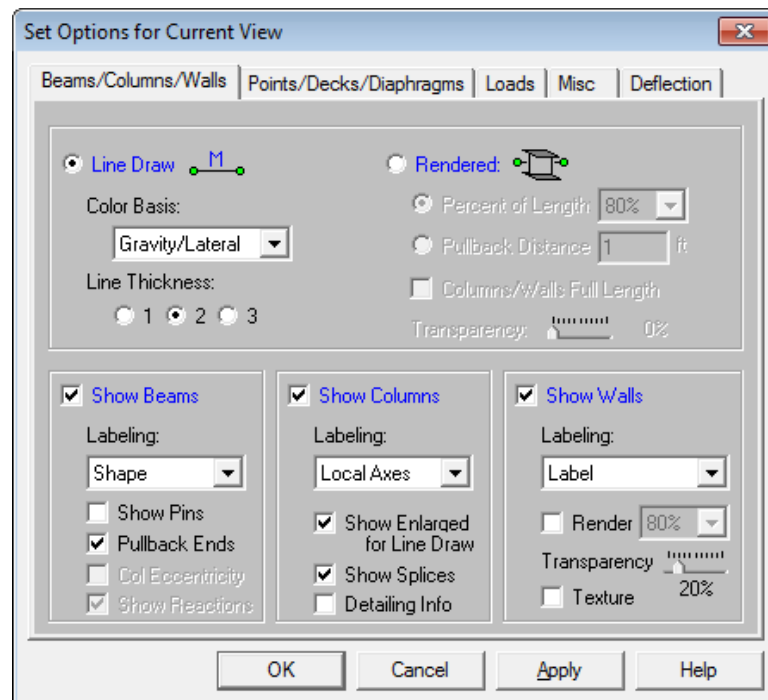 Set Options for Current View
Beams/Columns/Walls Points/Decks/Diaphragms Loads Misc Deflection
Line Draw M Rendered:
Color Basis: Percent of Length 80%
Gravity/Lateral Pullback Distance 1 ft
Line Thickness: Columns/Walls Full Length
1 2 3 Transparency: 0%
Show Beams
Labeling:
Shape
Show Pins
Pullback Ends
Col Eccentricity
Show Reactions
Show Columns
Labeling:
Local Axes
Show Enlarged
for Line Draw
Show Splices
Detailing Info
Show Walls
Labeling:
Label
Render 80%
Transparency
20%
Texture
OK Cancel Apply Help